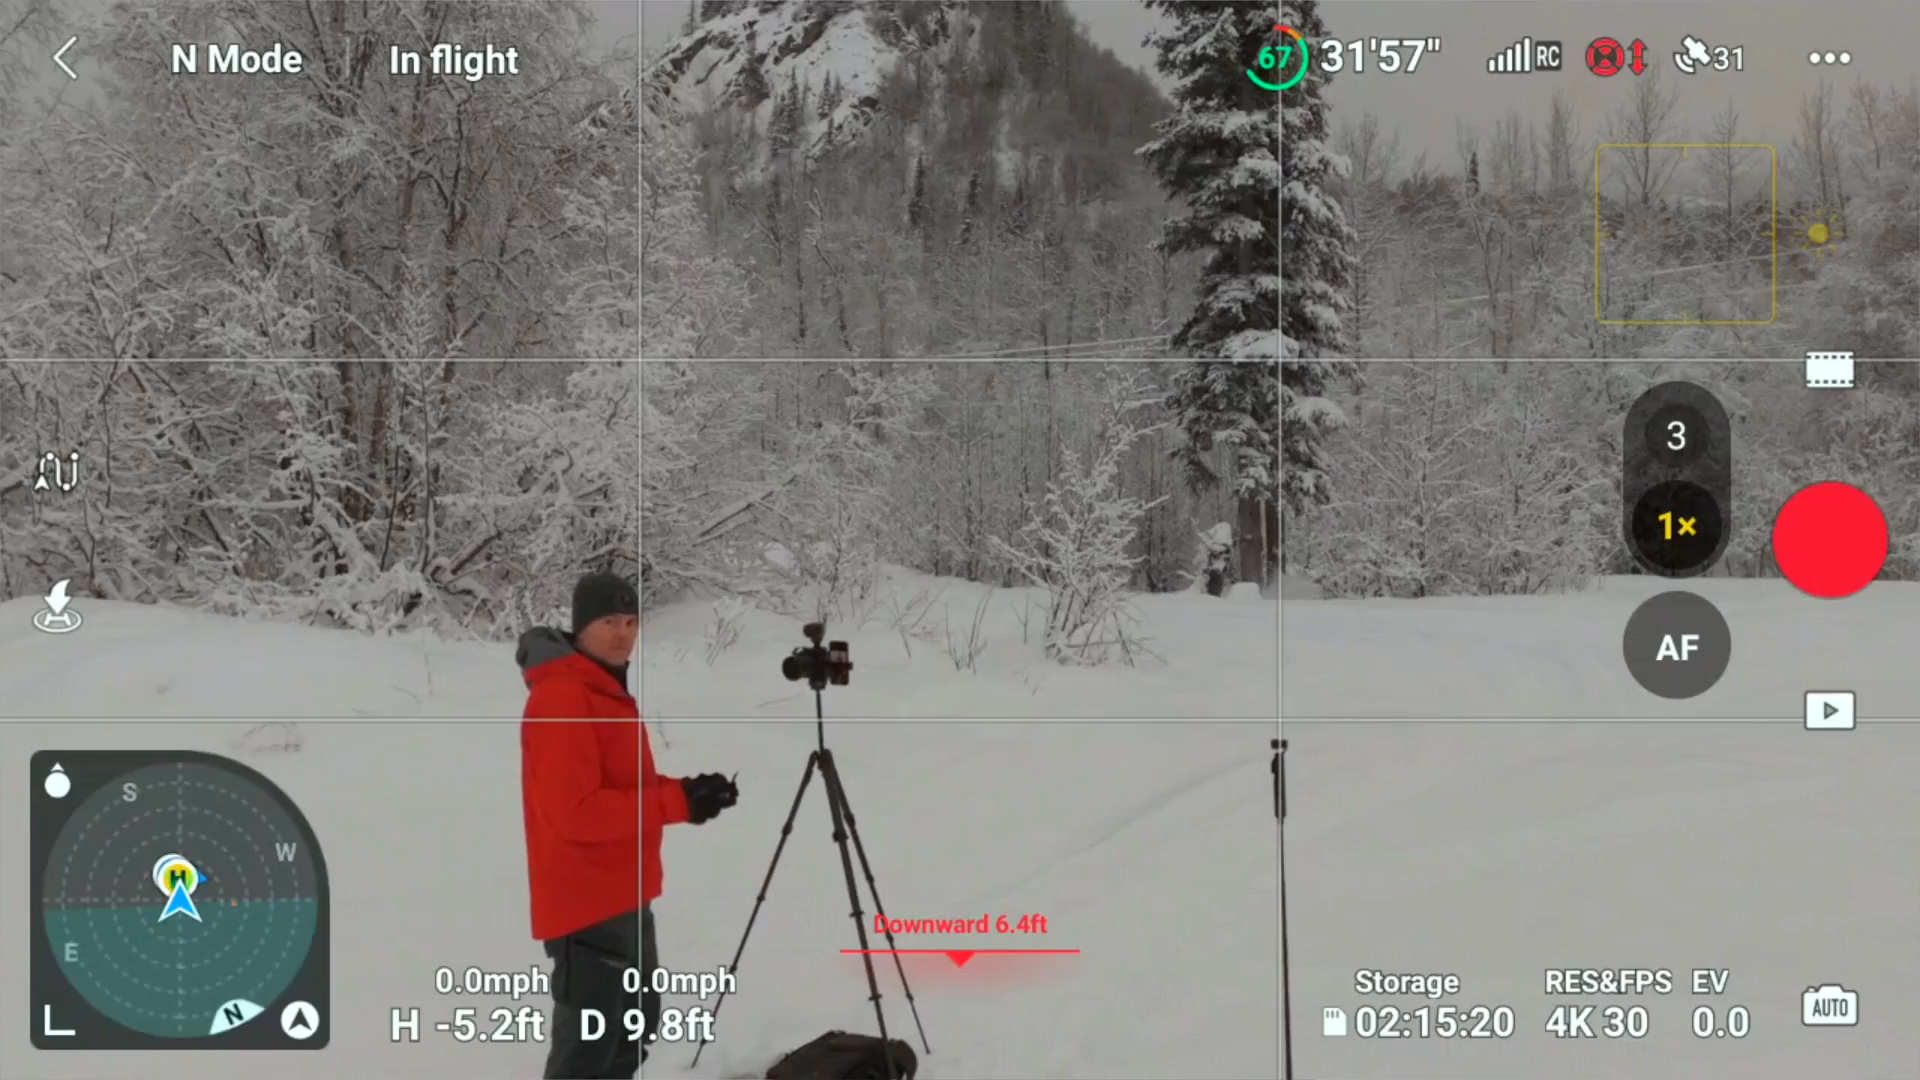 N Mode
In flight
67
31'57"
RC
31
3
1×
AF
S
W
E
N
H
Downward 6.4ft
0.0mph
0.0mph
H -5.2ft
D 9.8ft
Storage
02:15:20
RES&FPS
4K 30
EV
0.0
AUTO